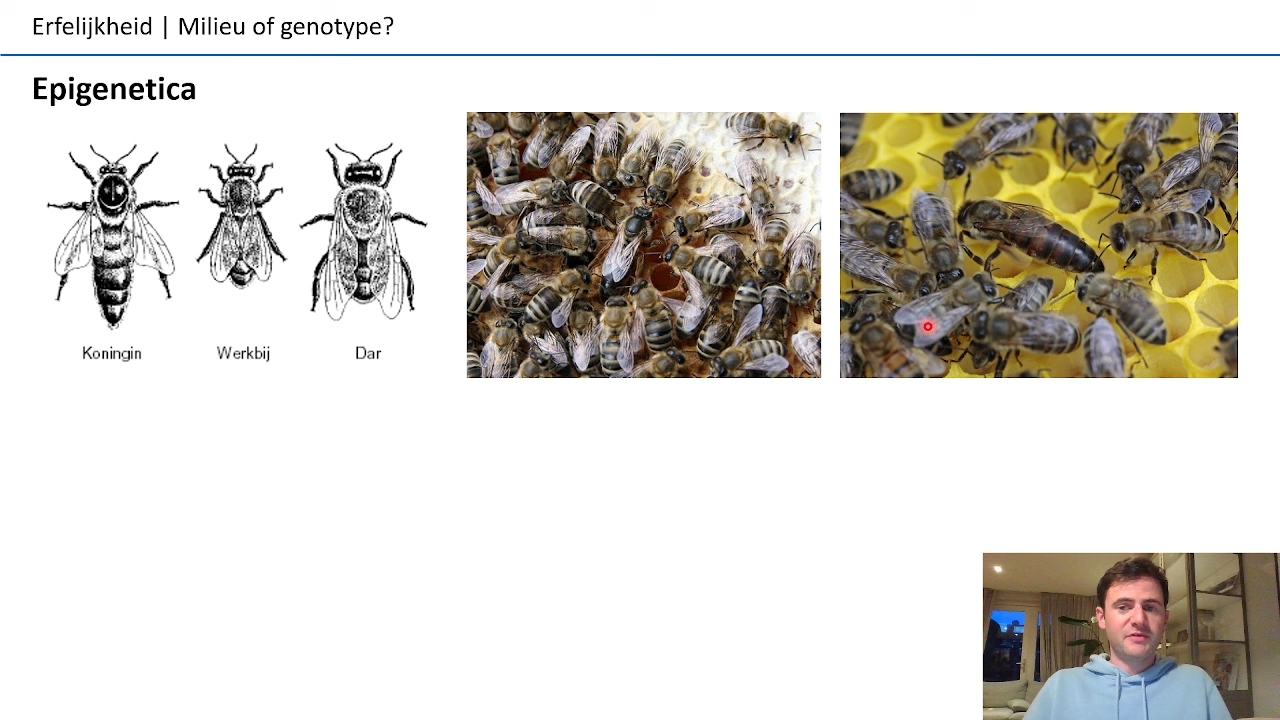 Erfelijkheid | Milieu of genotype?
Epigenetica
Koningin
Werkbij
Dar